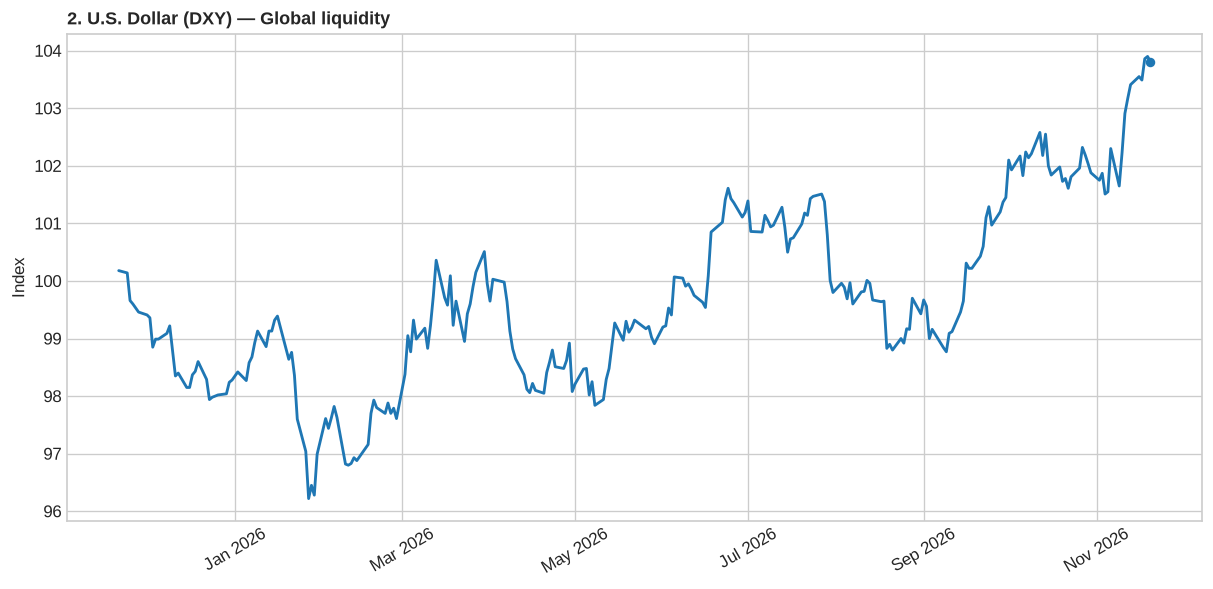 2. U.S. Dollar (DXY) — Global liquidity
104
103
102
101
100
99
98
97
96
Index
Jan 2026
Mar 2026
May 2026
Jul 2026
Sep 2026
Nov 2026